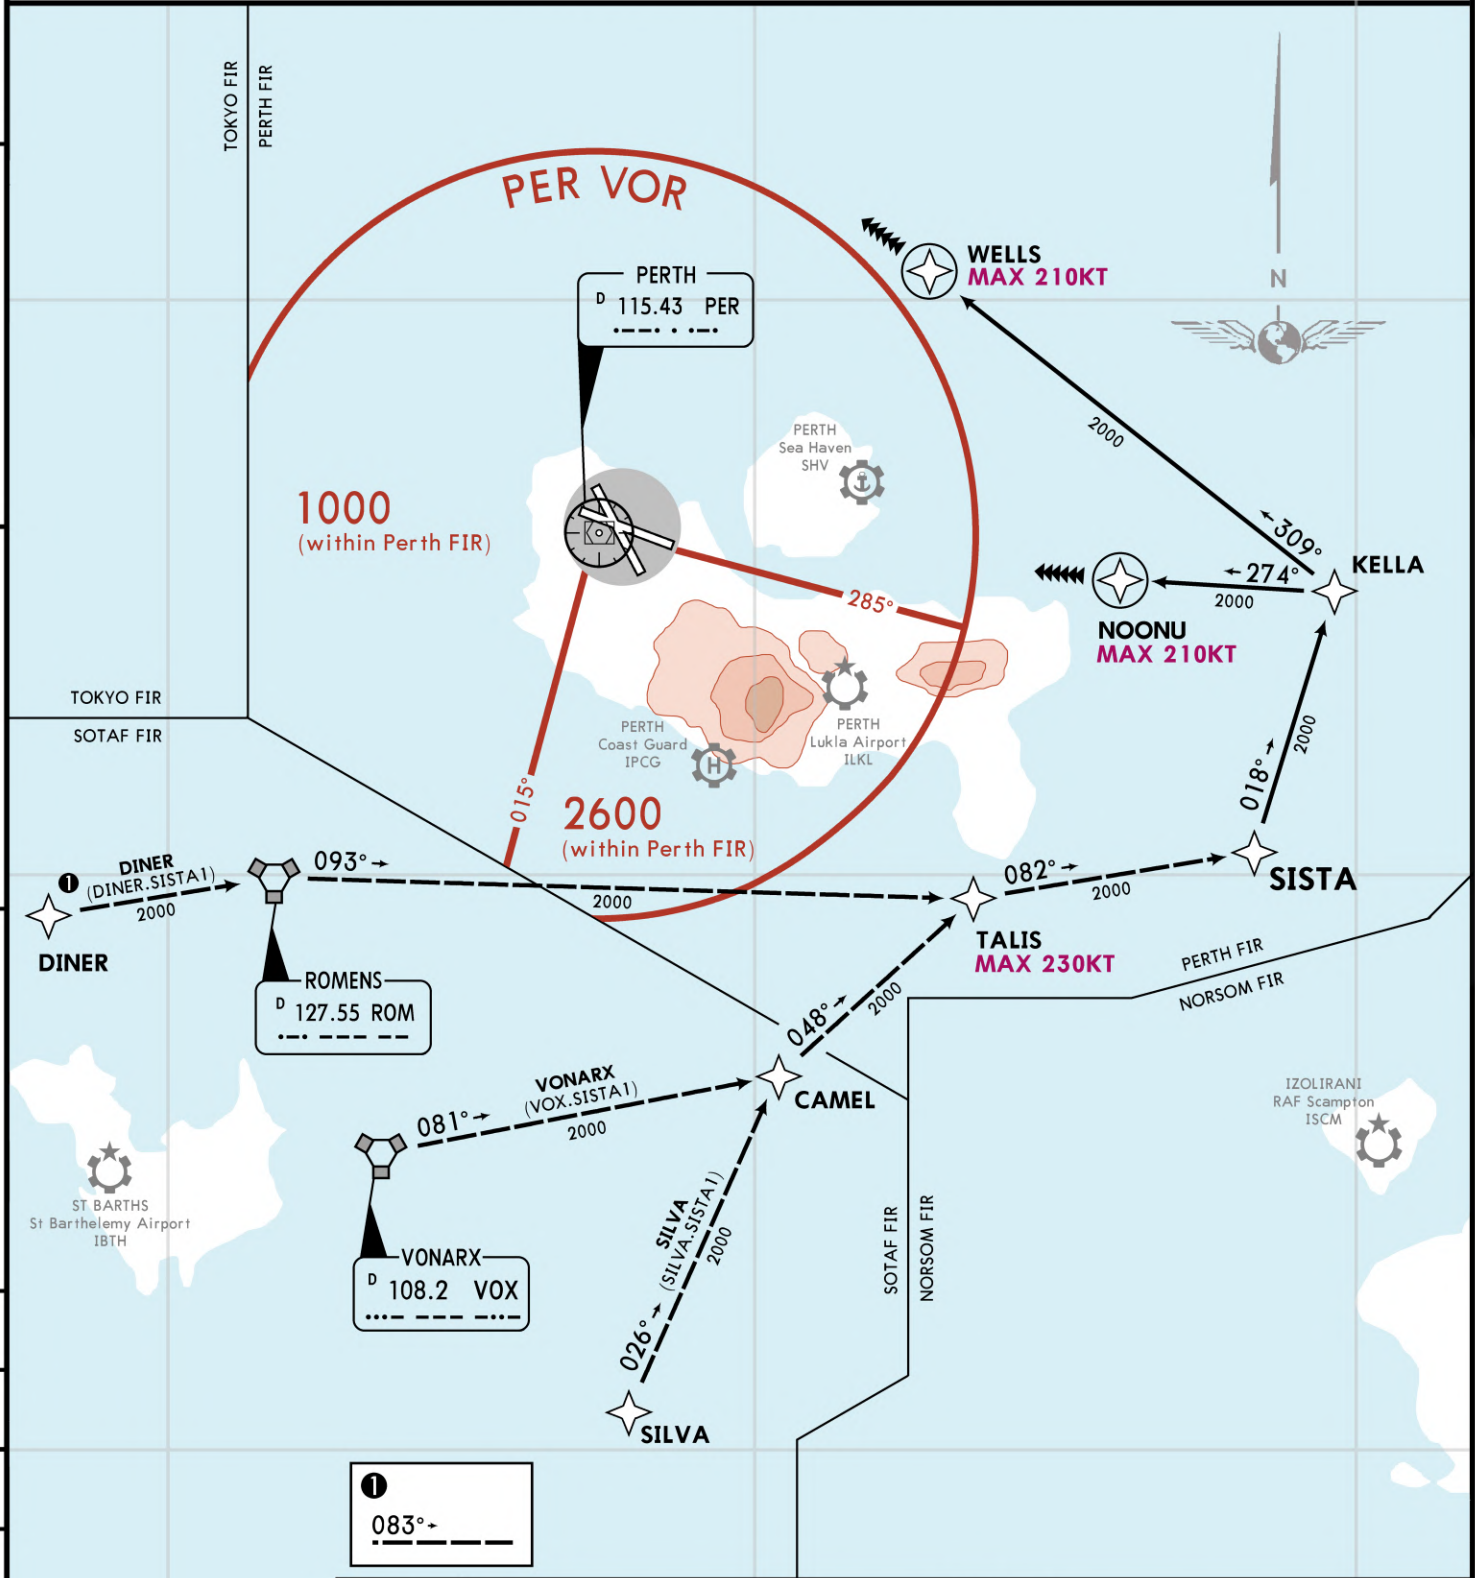 TOKYO FIR
PERTH FIR
PER VOR
WELLS
MAX 210KT
PERTH
D 115.43 PER
N
2000
PERTH
Sea Haven
SHV
1000
(within Perth FIR)
←309°
KELLA
←274°
2000
285°
NOONU
MAX 210KT
TOKYO FIR
SOTAF FIR
PERTH
Coast Guard
IPCG
H
PERTH
Lukla Airport
ILKL
018°→
2000
015°
2600
(within Perth FIR)
1
DINER
(DINER.SISTA1)
2000
093°→
2000
082°→
2000
SISTA
DINER
TALIS
MAX 230KT
PERTH FIR
NORSOM FIR
ROMENS
D 127.55 ROM
048°→
2000
VONARX
(VOX.SISTA1)
081°→
2000
CAMEL
IZOLIRANI
RAF Scampton
ISCM
ST BARTHS
St Barthelemy Airport
IBTH
SILVA
(SILVA.SISTA1)
2000
026°→
SOTAF FIR
NORSOM FIR
VONARX
D 108.2 VOX
SILVA
1
083°→